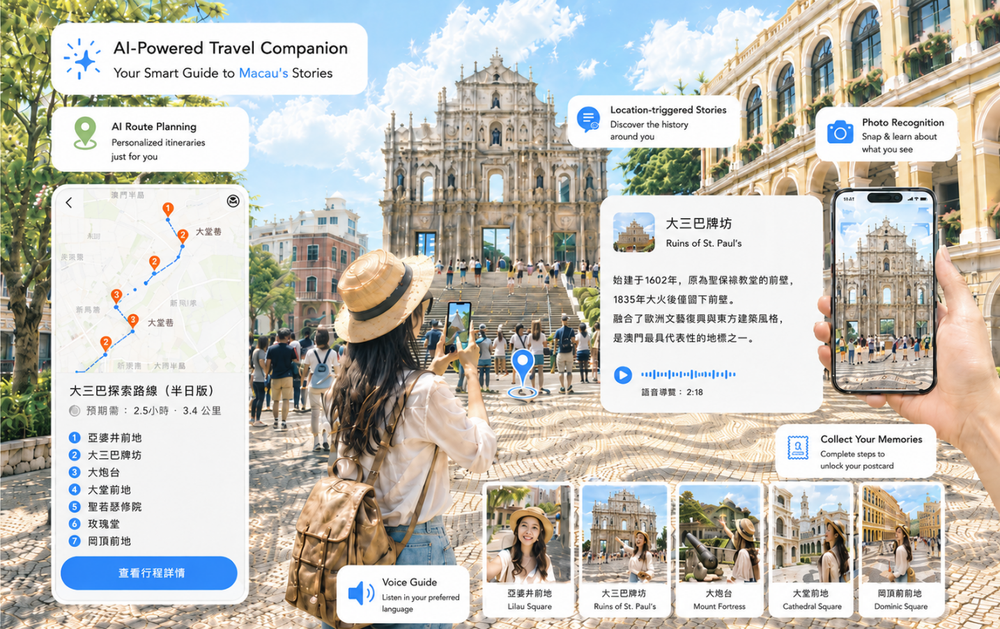 AI-Powered Travel Companion
Your Smart Guide to Macau's Stories
AI Route Planning
Personalized itineraries
just for you
Location-triggered Stories
Discover the history
around you
Photo Recognition
Snap & learn about
what you see
澳門半島
1
2
大堂巷
2
3
新馬路
3
大堂巷
2
大三巴探索路線（半日版）
預期需：2.5小時 · 3.4 公里
1 亞婆井前地
2 大三巴牌坊
3 大炮台
4 大堂前地
5 聖若瑟修院
6 玫瑰堂
7 岡頂前地
查看行程詳情
大三巴牌坊
Ruins of St. Paul's
始建于1602年，原為聖保祿教堂的前壁，
1835年大火後僅留下前壁。
融合了歐洲文藝復興與東方建築風格，
是澳門最具代表性的地標之一。
語音導覽：2:18
Collect Your Memories
Complete steps to
unlock your postcard
Voice Guide
Listen in your preferred
language
亞婆井前地
Lilau Square
大三巴牌坊
Ruins of St. Paul's
大炮台
Mount Fortress
大堂前地
Cathedral Square
岡頂前前地
Dominic Square